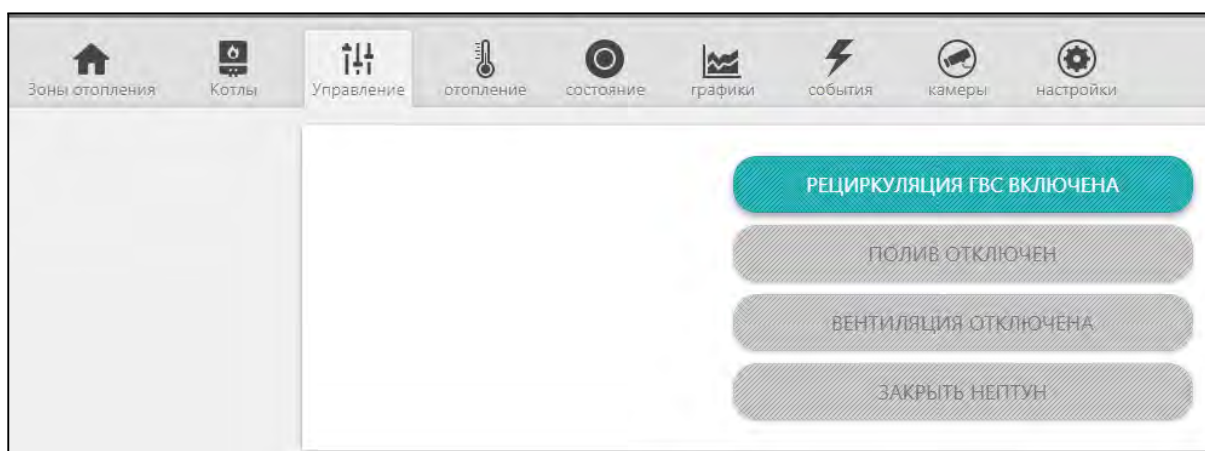 Зоны отопления Котлы Управление отопление состояние графики события камеры настройки
РЕЦИРКУЛЯЦИЯ ГВС ВКЛЮЧЕНА
ПОЛИВ ОТКЛЮЧЕН
ВЕНТИЛЯЦИЯ ОТКЛЮЧЕНА
ЗАКРЫТЬ НЕПТУН